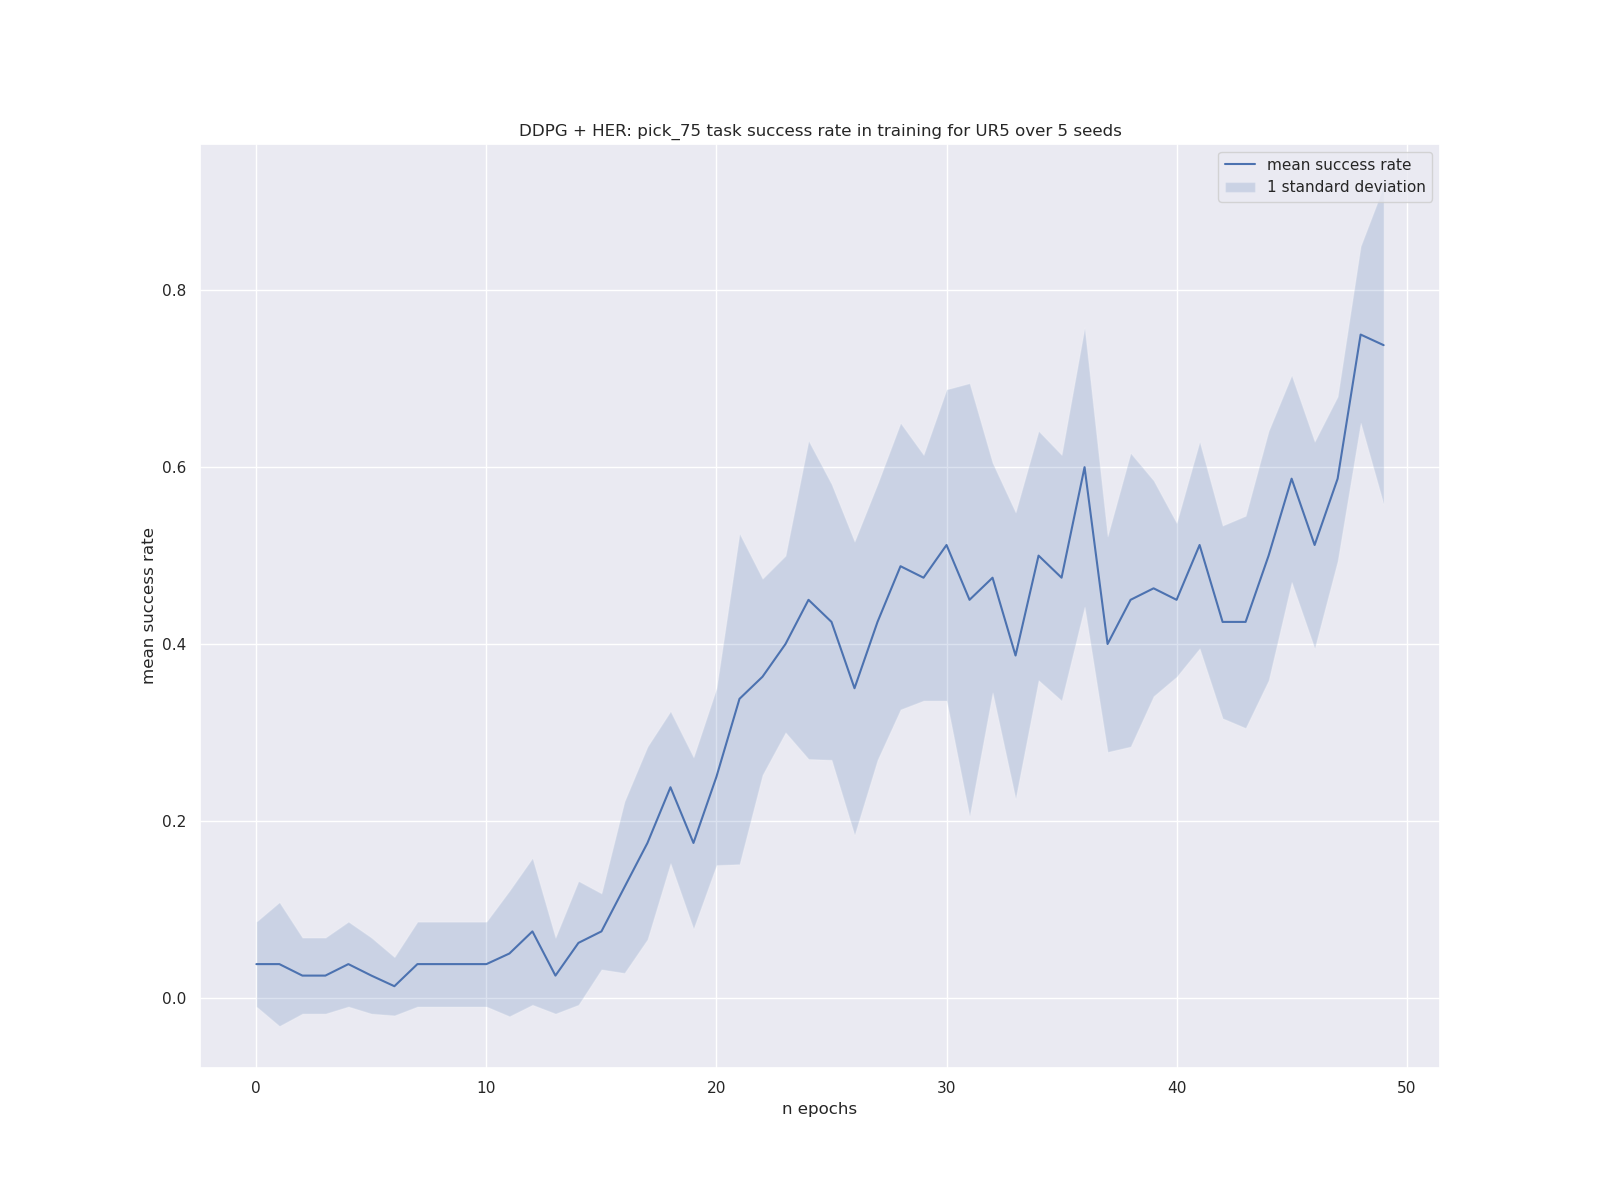 DDPG + HER: pick_75 task success rate in training for UR5 over 5 seeds
mean success rate
1 standard deviation
0.8
0.6
0.4
0.2
0.0
mean success rate
0 10 20 30 40 50
n epochs